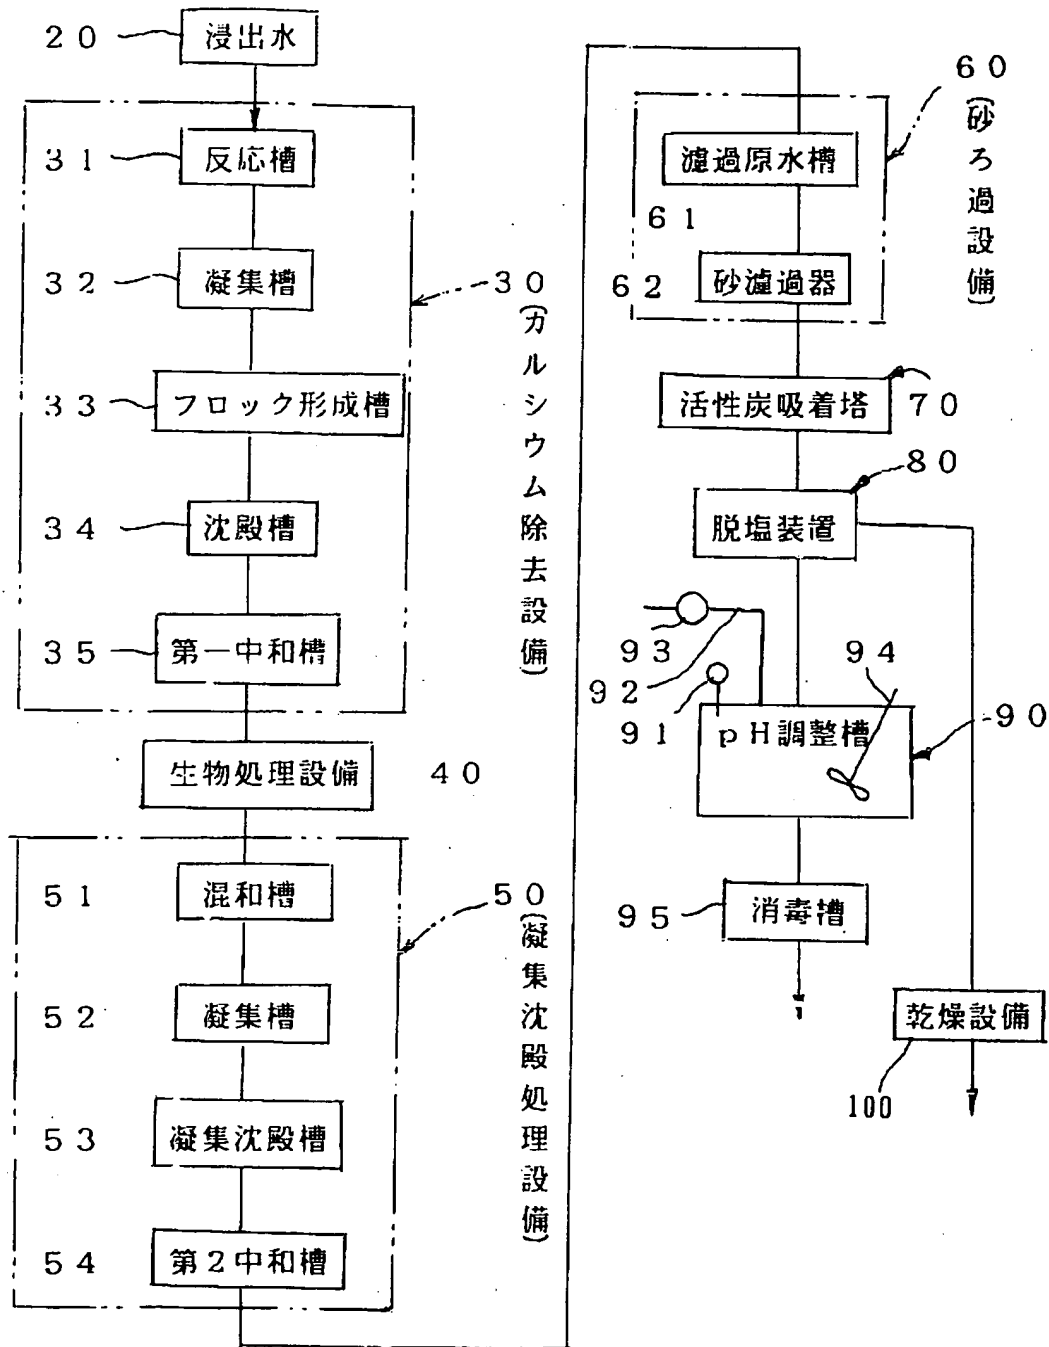 20 浸出水
31 反応槽
32 凝集槽
33 フロック形成槽
34 沈殿槽
35 第一中和槽
30(カルシウム除去設備)
生物処理設備 40
51 混和槽
52 凝集槽
53 凝集沈殿槽
54 第2中和槽
50(凝集沈殿処理設備)
60(砂ろ過設備)
濾過原水槽
61
62 砂濾過器
活性炭吸着塔 70
80
脱塩装置
93
92
91
94
pH調整槽 90
95 消毒槽
乾燥設備
100